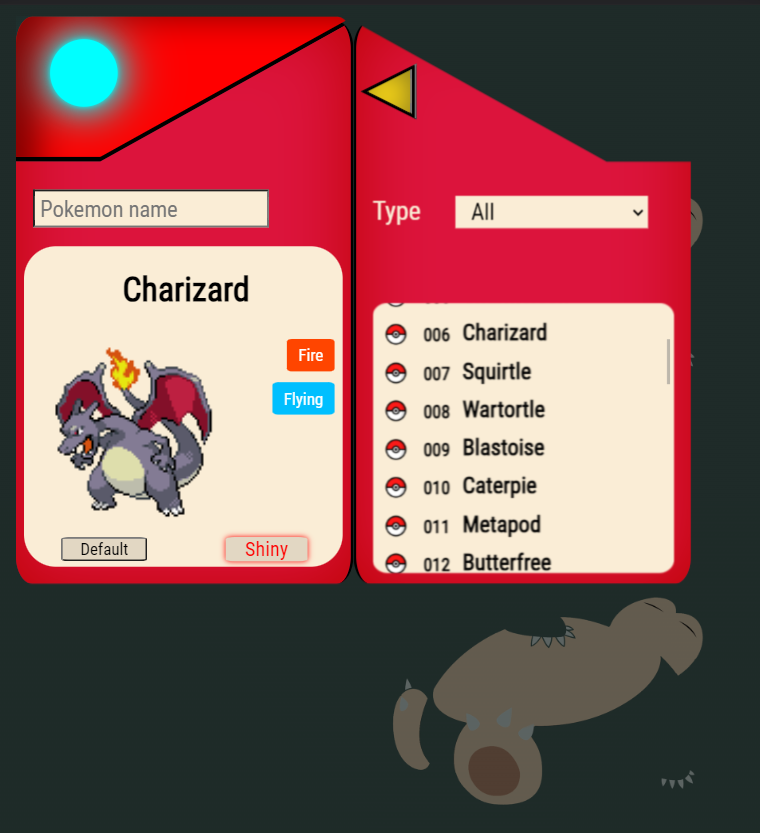 Pokemon name
Charizard
Fire
Flying
Default
Shiny
Type
All
006 Charizard
007 Squirtle
008 Wartortle
009 Blastoise
010 Caterpie
011 Metapod
012 Butterfree